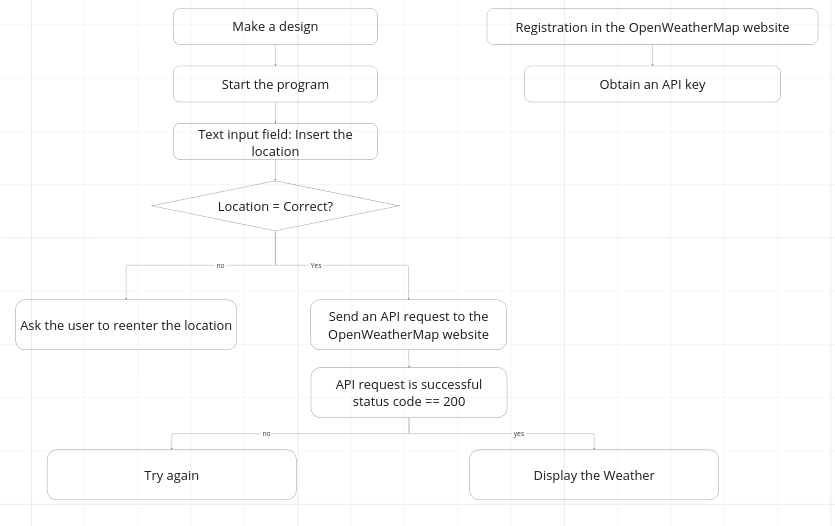 Make a design
Registration in the OpenWeatherMap website
Start the program
Obtain an API key
Text input field: Insert the
location
Location = Correct?
no
Yes
Ask the user to reenter the location
Send an API request to the
OpenWeatherMap website
API request is successful
status code == 200
no
yes
Try again
Display the Weather